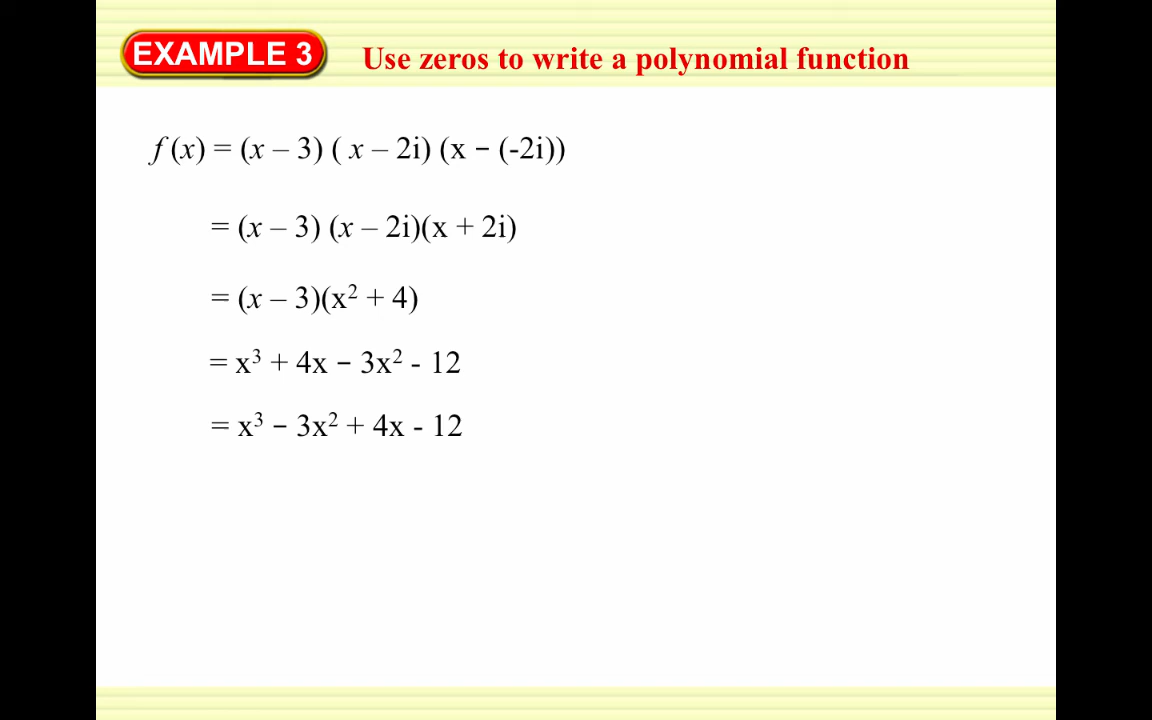 EXAMPLE 3
Use zeros to write a polynomial function
f (x) = (x – 3) ( x – 2i) (x − (-2i))
= (x – 3) (x – 2i)(x + 2i)
= (x – 3)(x² + 4)
= x³ + 4x − 3x² - 12
= x³ − 3x² + 4x - 12